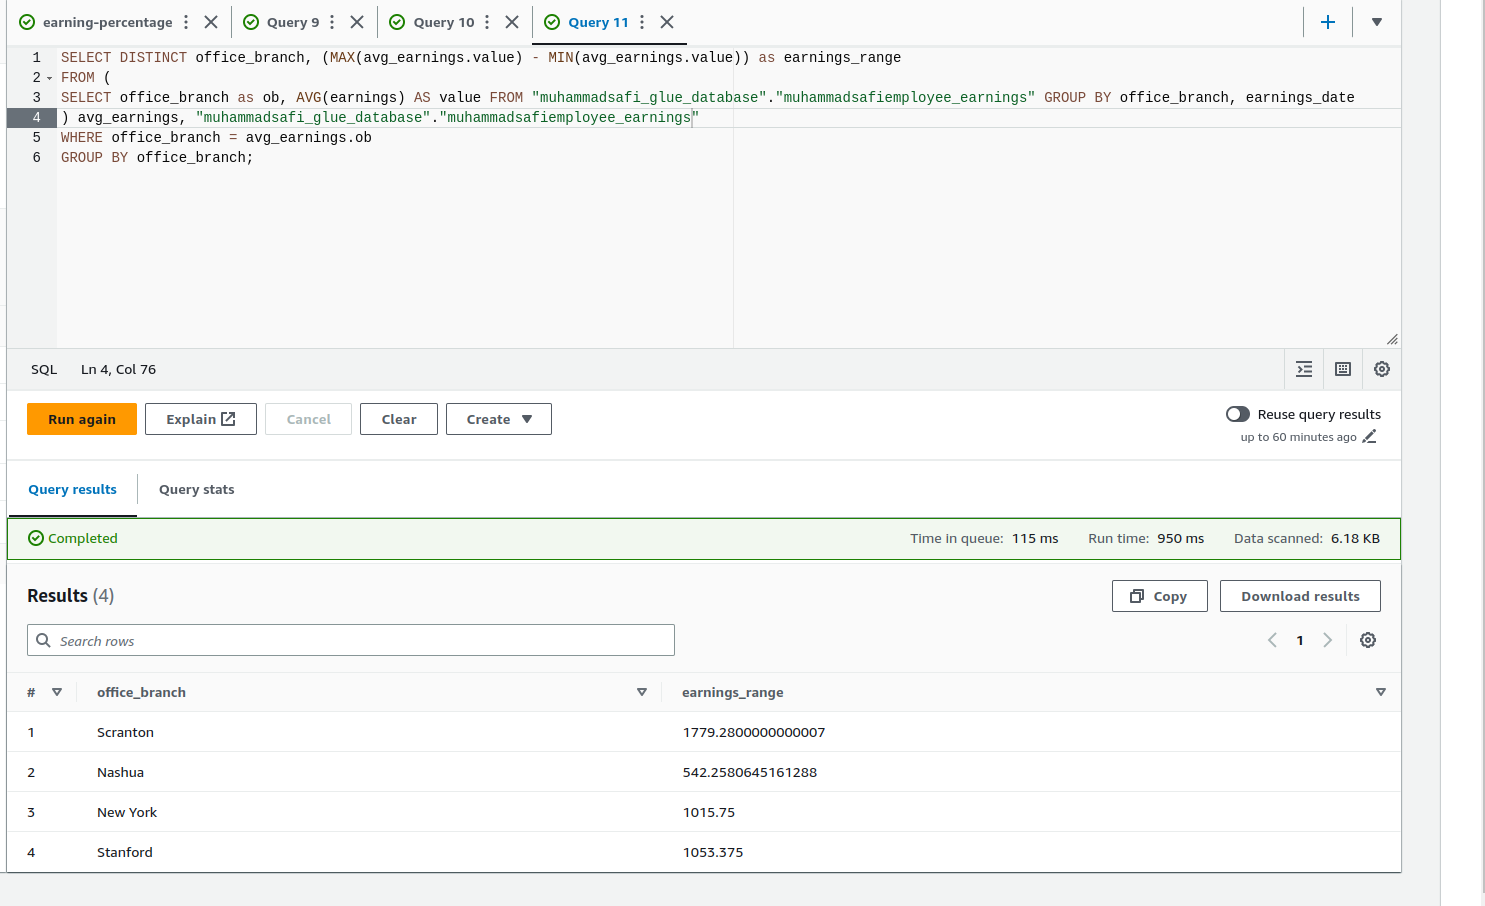 earning-percentage Query 9 Query 10 Query 11
1 SELECT DISTINCT office_branch, (MAX(avg_earnings.value) - MIN(avg_earnings.value)) as earnings_range
2 FROM (
3 SELECT office_branch as ob, AVG(earnings) AS value FROM "muhammadsafi_glue_database"."muhammadsafiemployee_earnings" GROUP BY office_branch, earnings_date
4 ) avg_earnings, "muhammadsafi_glue_database"."muhammadsafiemployee_earnings"
5 WHERE office_branch = avg_earnings.ob
6 GROUP BY office_branch;
SQL Ln 4, Col 76
Run again Explain Cancel Clear Create Reuse query results
up to 60 minutes ago
Query results Query stats
Completed Time in queue: 115 ms Run time: 950 ms Data scanned: 6.18 KB
Results (4) Copy Download results
Search rows 1
# office_branch earnings_range
1 Scranton 1779.2800000000007
2 Nashua 542.2580645161288
3 New York 1015.75
4 Stanford 1053.375